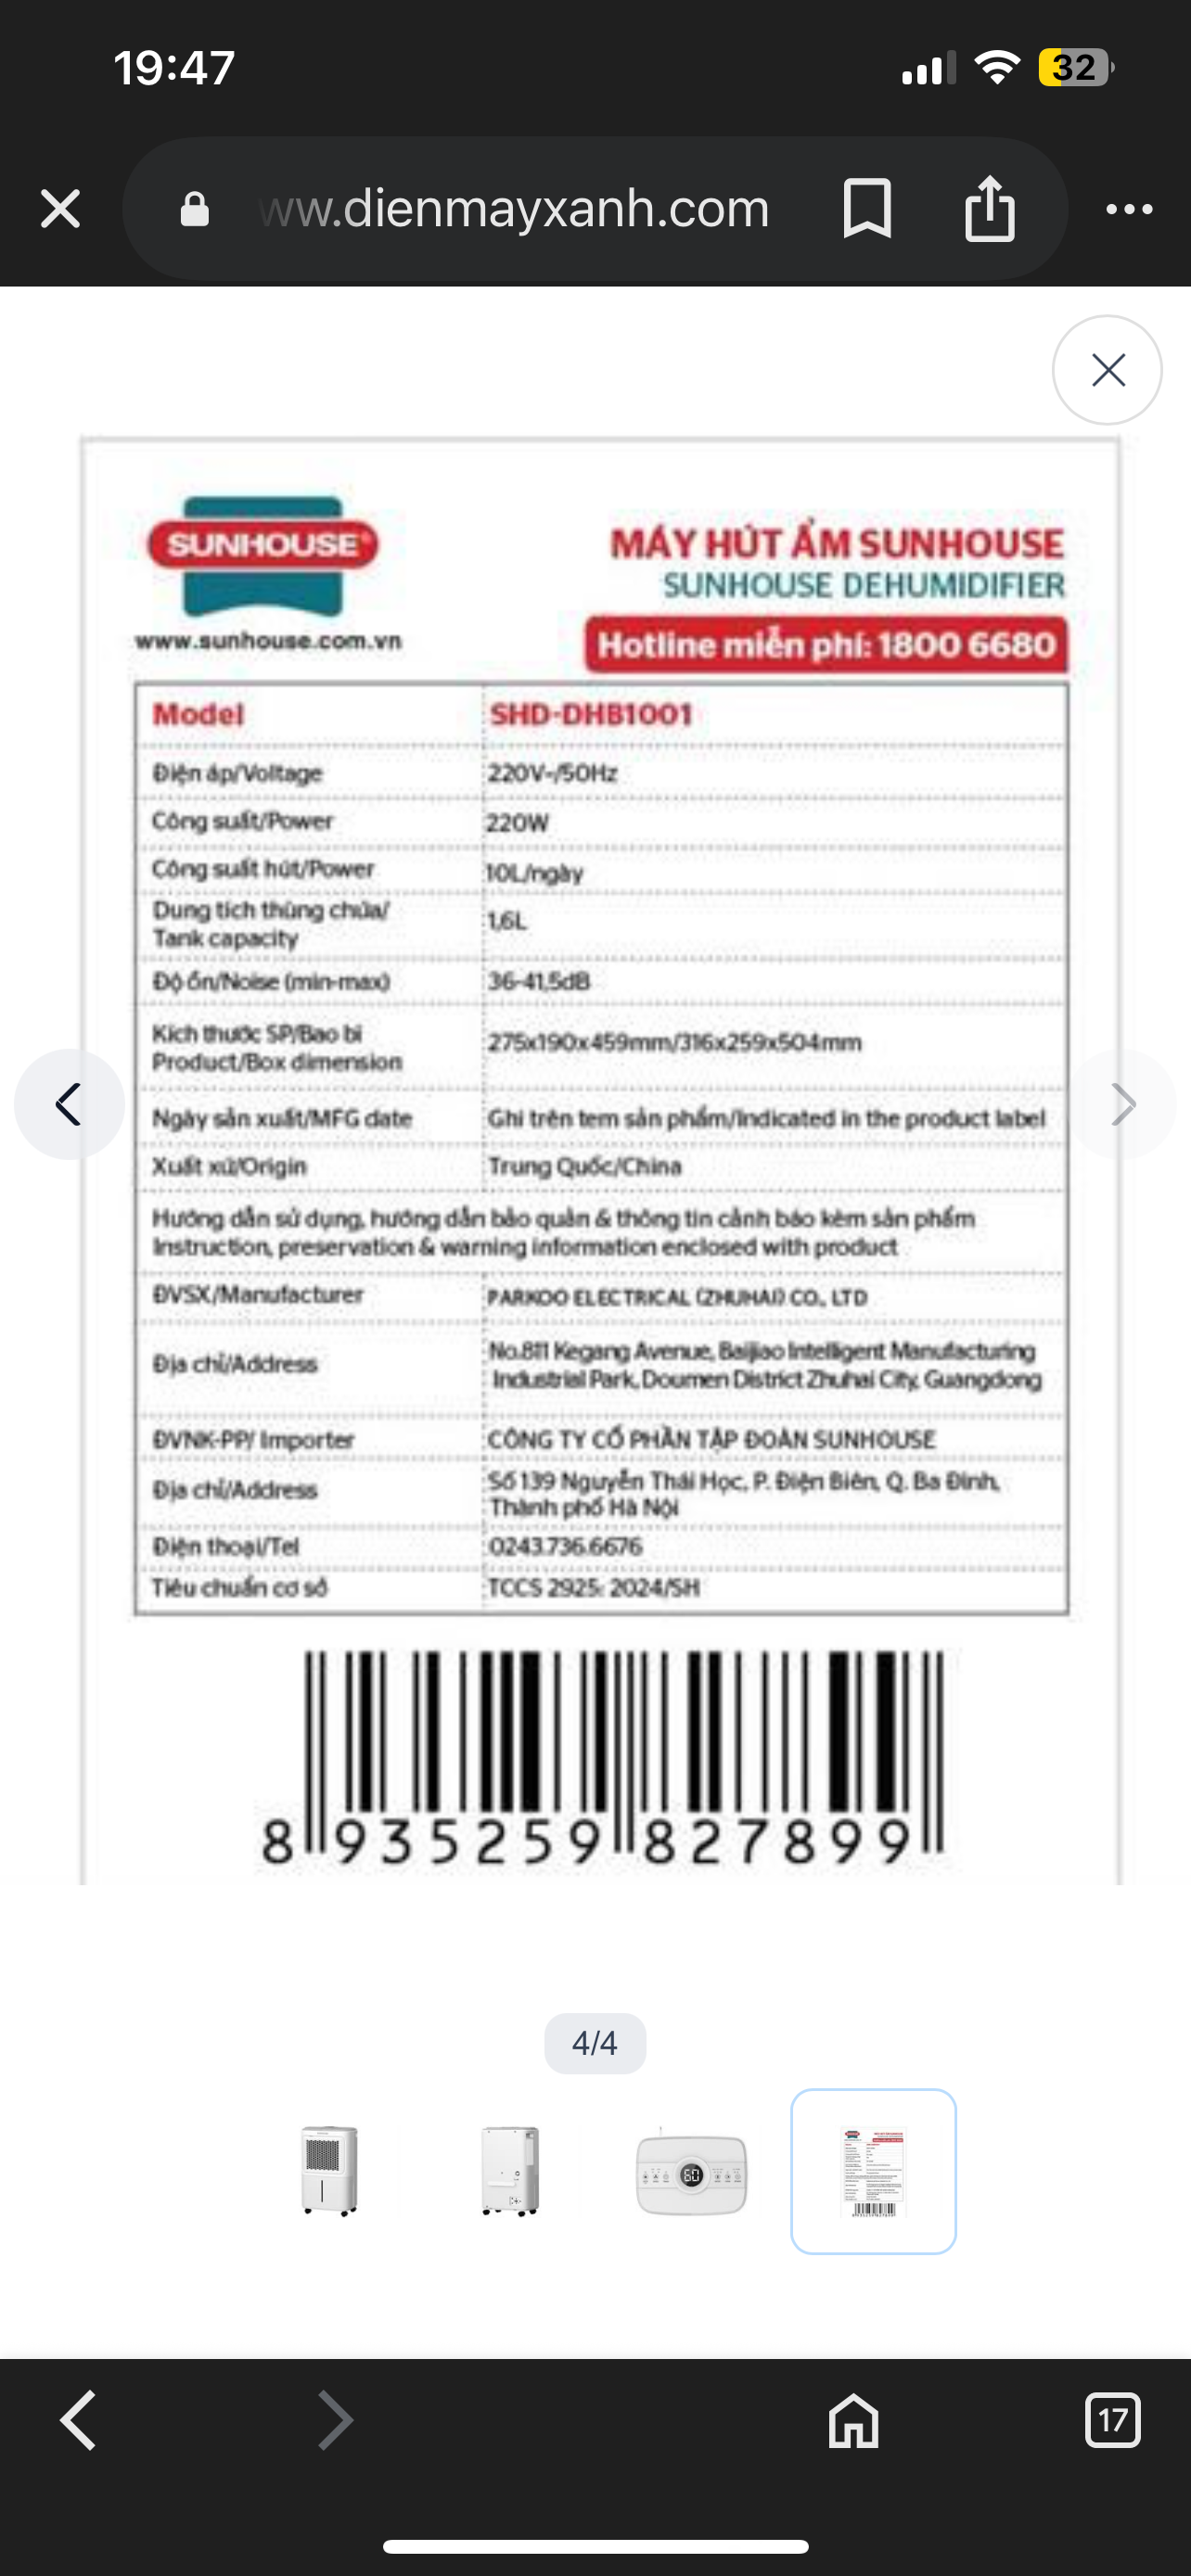 19:47
32
ww.dienmayxanh.com
SUNHOUSE
www.sunhouse.com.vn
MÁY HÚT ẨM SUNHOUSE
SUNHOUSE DEHUMIDIFIER
Hotline miễn phí: 1800 6680
Model SHD-DHB1001
Điện áp/Voltage 220V~/50Hz
Công suất/Power 220W
Công suất hút/Power 10L/ngày
Dung tích thùng chứa/
Tank capacity 1,6L
Độ ồn/Noise (min-max) 36-41,5dB
Kích thước SP/Bao bì
Product/Box dimension 275x190x459mm/316x259x504mm
Ngày sản xuất/MFG date Ghi trên tem sản phẩm/Indicated in the product label
Xuất xứ/Origin Trung Quốc/China
Hướng dẫn sử dụng, hướng dẫn bảo quản & thông tin cảnh báo kèm sản phẩm
Instruction, preservation & warning information enclosed with product
ĐVSX/Manufacturer PARKOO ELECTRICAL (ZHUHAI) CO., LTD
Địa chỉ/Address No.811 Kegang Avenue, Baijiao Intelligent Manufacturing
Industrial Park, Doumen District Zhuhai City, Guangdong
ĐVNK-PP/ Importer CÔNG TY CỔ PHẦN TẬP ĐOÀN SUNHOUSE
Địa chỉ/Address Số 139 Nguyễn Thái Học, P. Điện Biên, Q. Ba Đình,
Thành phố Hà Nội
Điện thoại/Tel 0243.736.6676
Tiêu chuẩn cơ sở TCCS 2925: 2024/SH
8 935259 827899
4/4
60
17